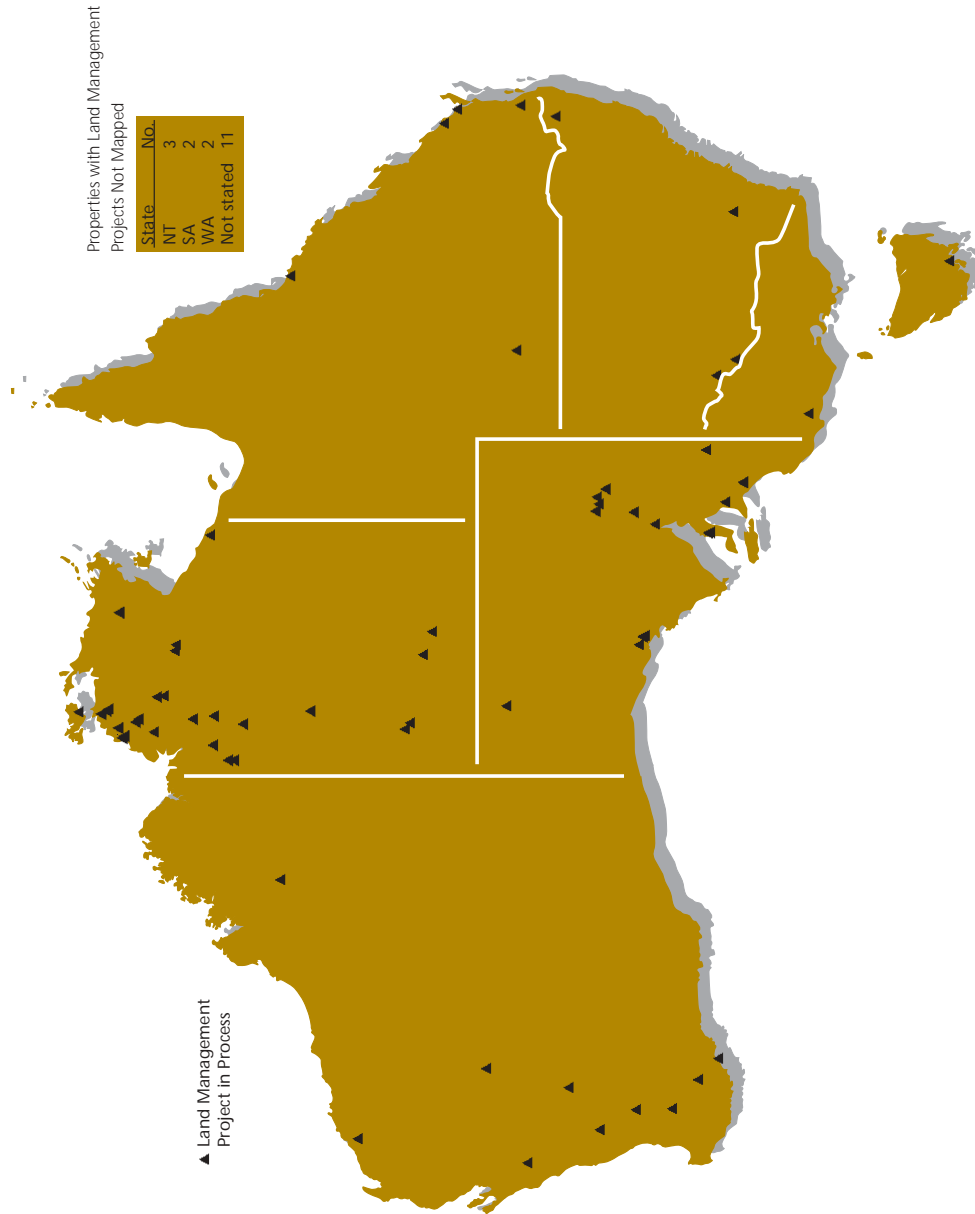 Properties with Land Management
Projects Not Mapped
State No.
NT 3
SA 2
WA 2
Not stated 11
Land Management
Project in Process